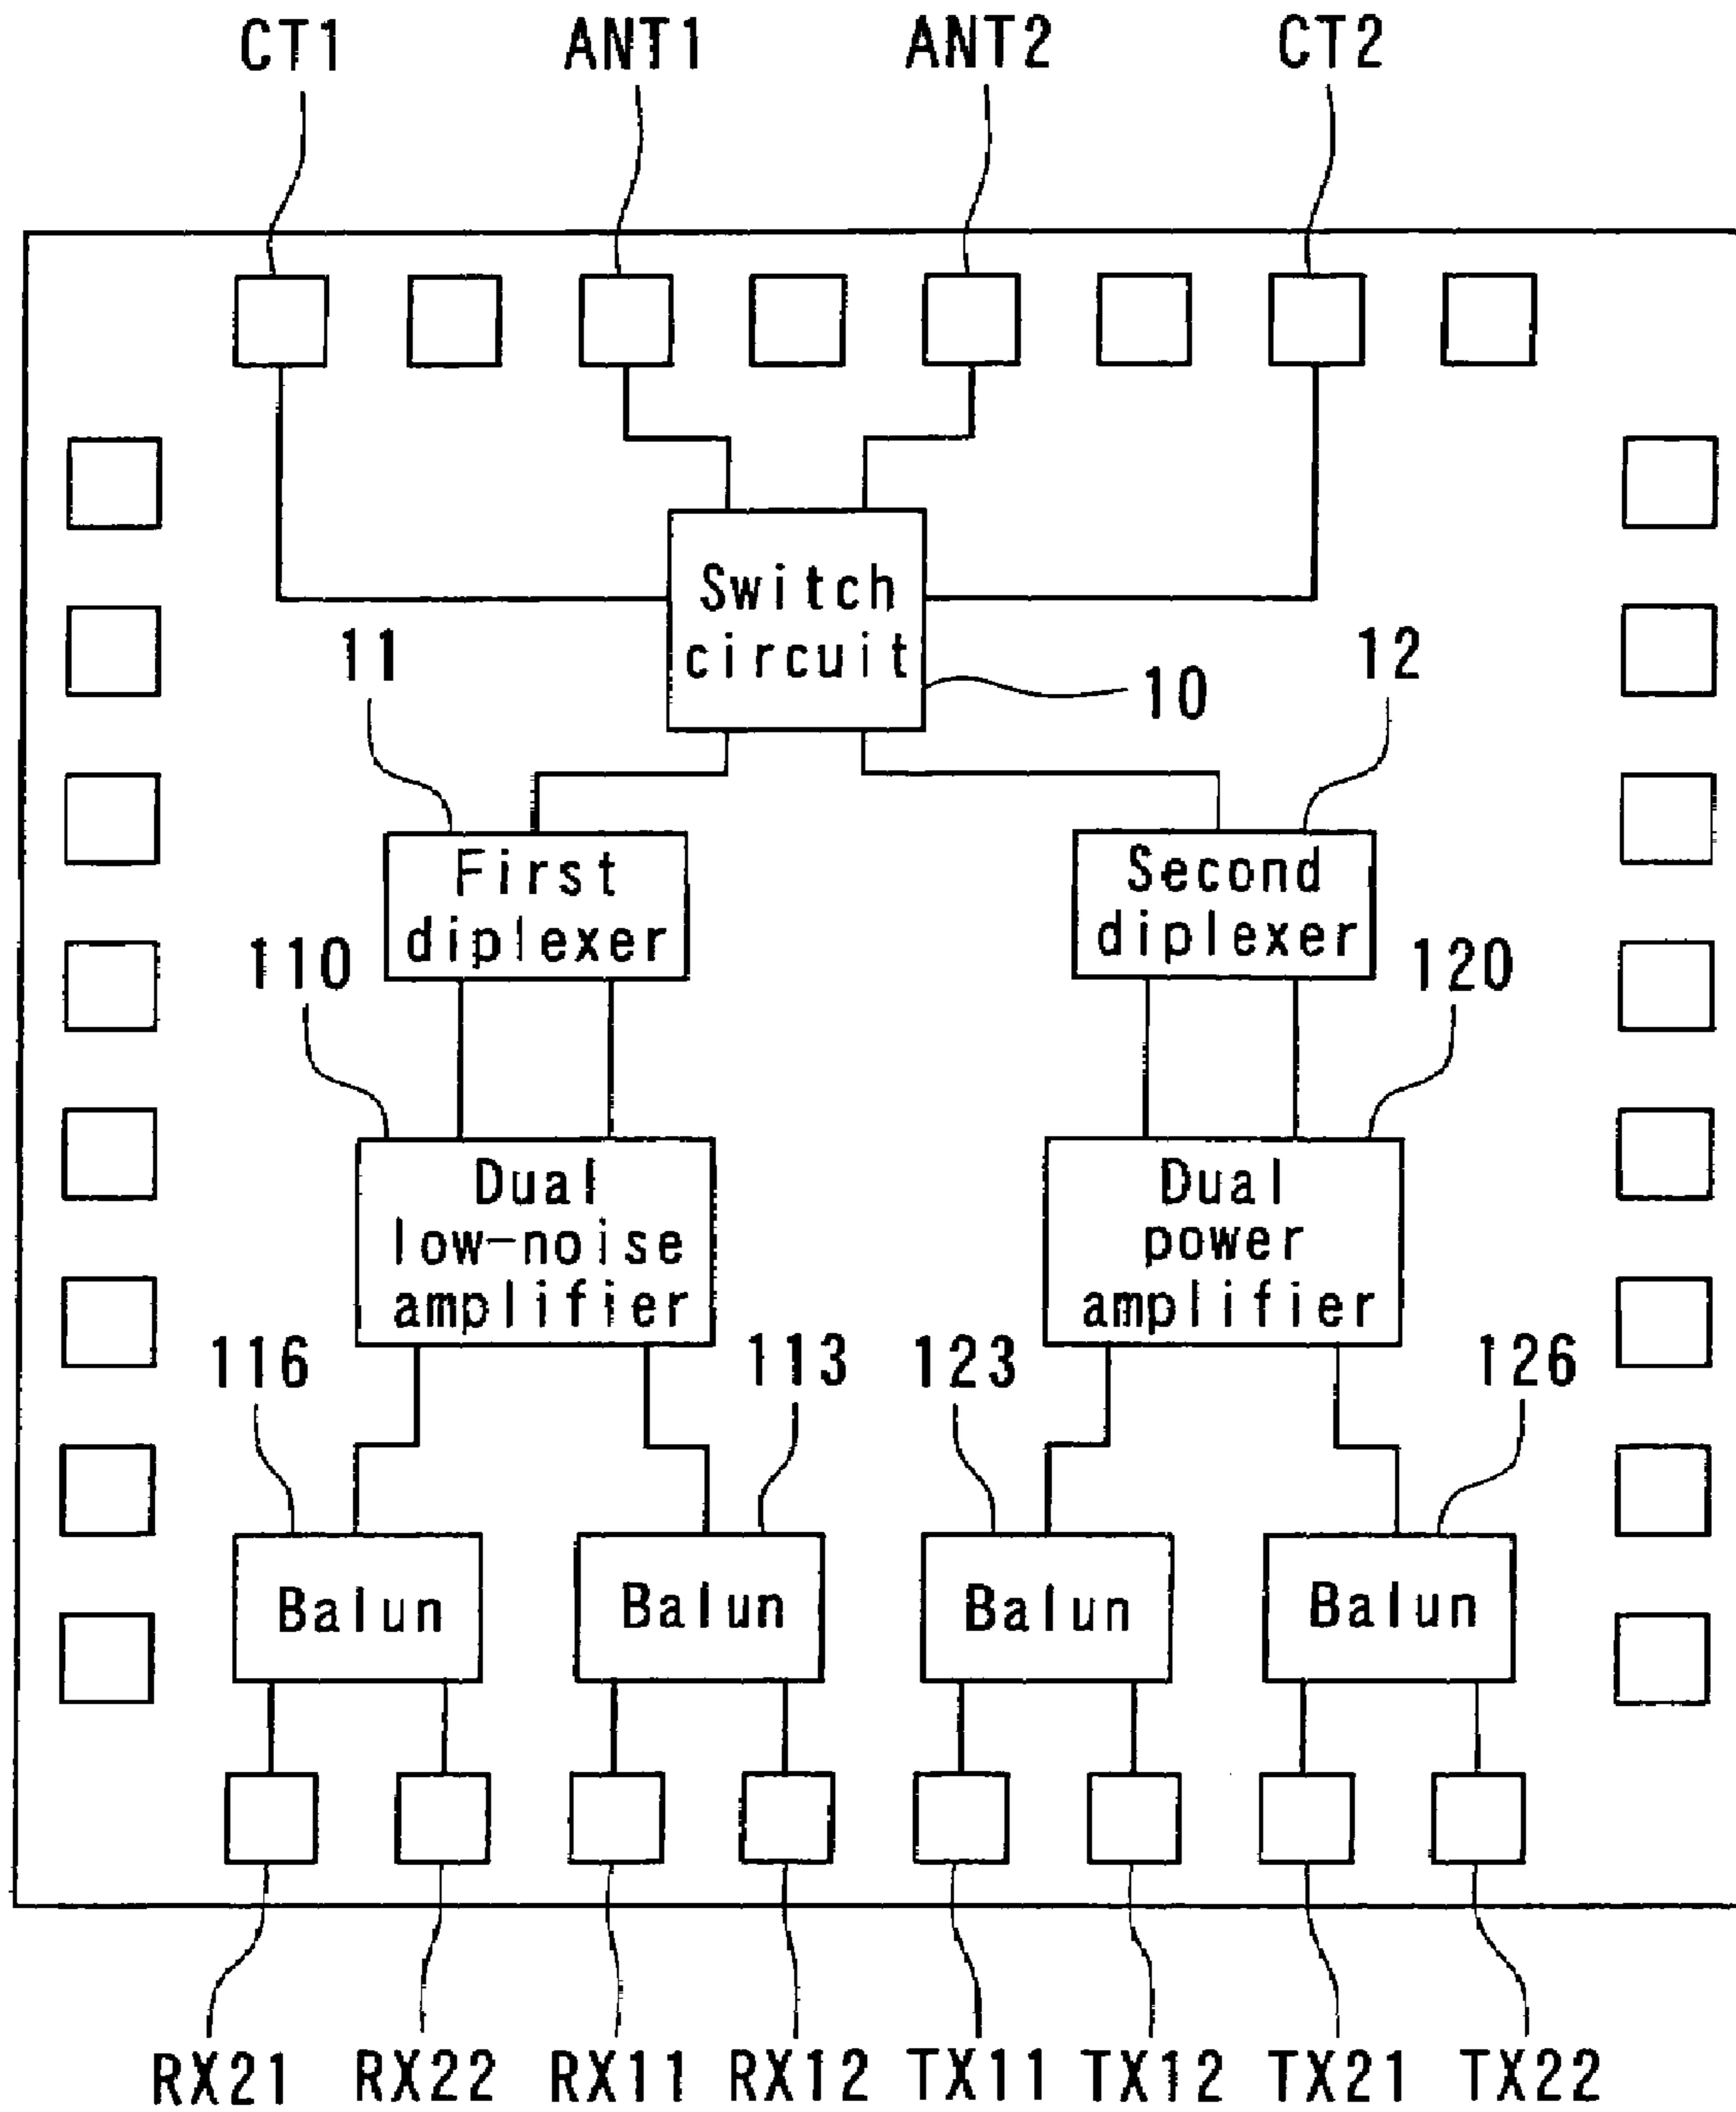 CT1 ANT1 ANT2 CT2
Switch
circuit
11
10
12
First
diplexer
Second
diplexer
110
120
Dual
low-noise
amplifier
Dual
power
amplifier
116
113
123
126
Balun
Balun
Balun
Balun
RX21 RX22 RX11 RX12 TX11 TX12 TX21 TX22